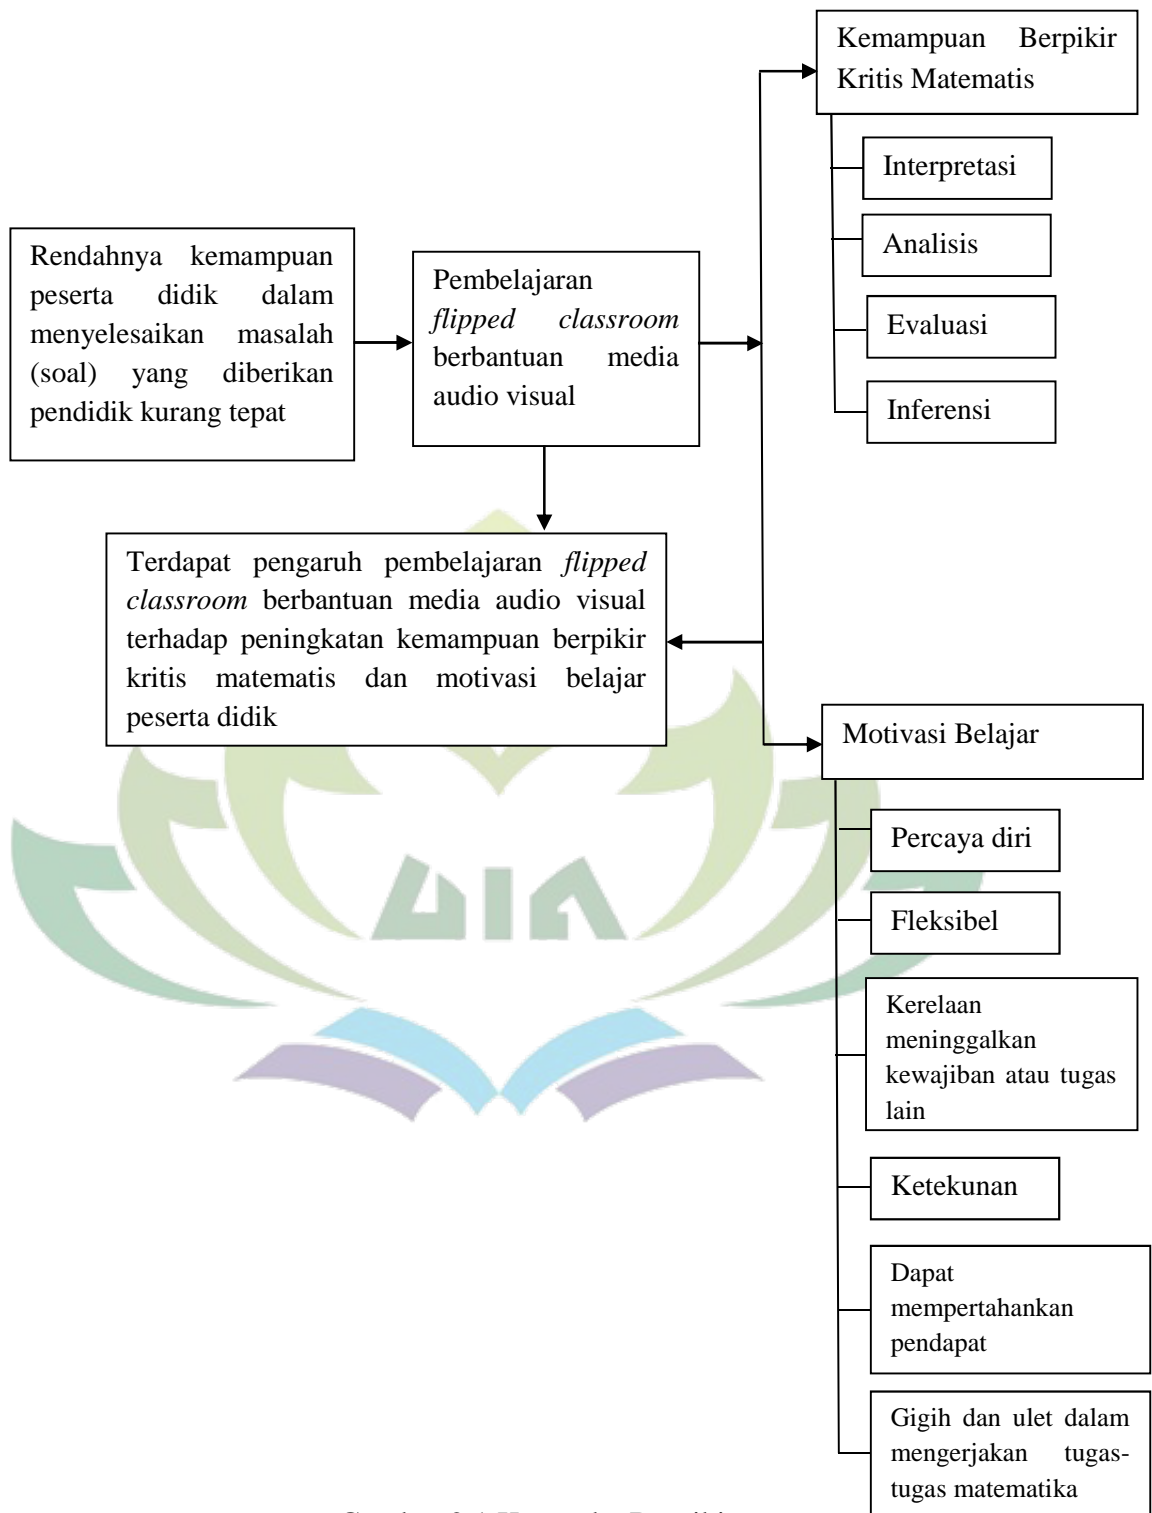 Kemampuan Berpikir
Kritis Matematis
Interpretasi
Analisis
Evaluasi
Inferensi
Rendahnya kemampuan
peserta didik dalam
menyelesaikan masalah
(soal) yang diberikan
pendidik kurang tepat
Pembelajaran
flipped classroom
berbantuan media
audio visual
Terdapat pengaruh pembelajaran flipped
classroom berbantuan media audio visual
terhadap peningkatan kemampuan berpikir
kritis matematis dan motivasi belajar
peserta didik
Motivasi Belajar
Percaya diri
Fleksibel
Kerelaan
meninggalkan
kewajiban atau tugas
lain
Ketekunan
Dapat
mempertahankan
pendapat
Gigih dan ulet dalam
mengerjakan tugas-
tugas matematika
UIN